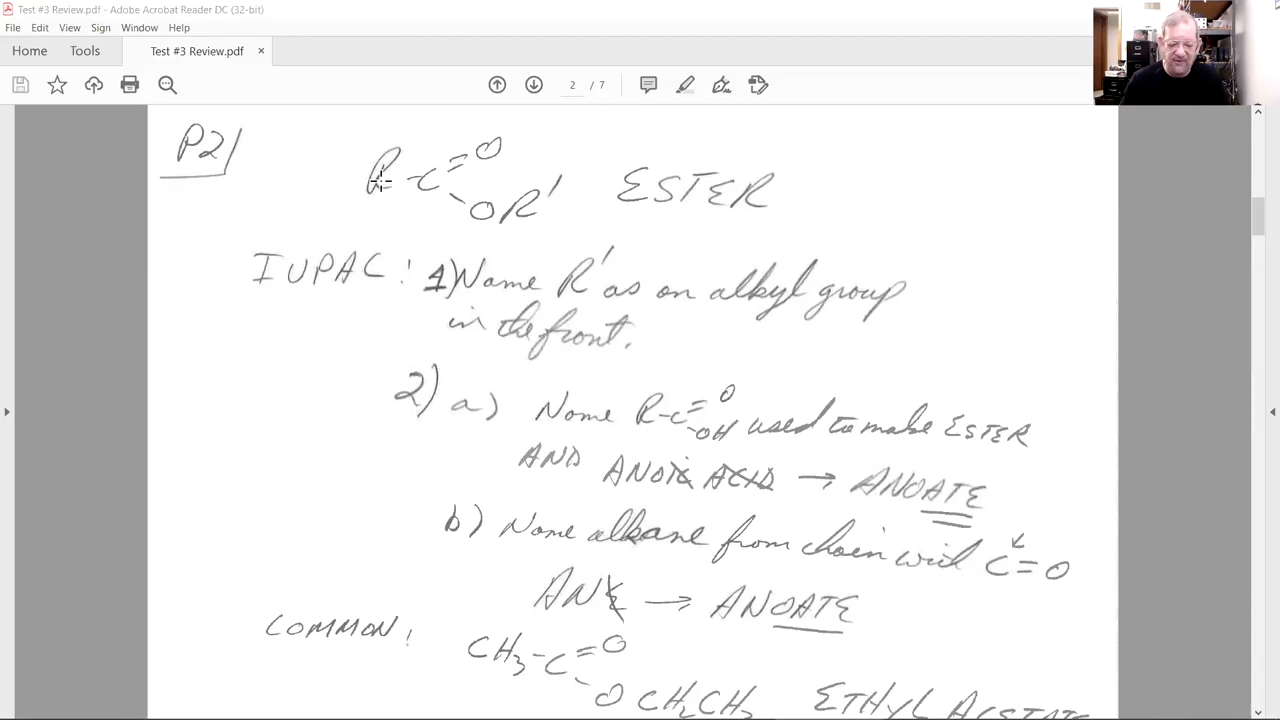 Test #3 Review.pdf - Adobe Acrobat Reader DC (32-bit)
File Edit View Sign Window Help
Home Tools Test #3 Review.pdf ×
2 / 7
P2/
R-C=O
OR' ESTER
IUPAC: 1) Name R' as an alkyl group
in the front.
2) a) Name R-C=O
-OH used to make ESTER
AND ANOIC ACID → ANOATE
b) Name alkane from chain with C=O
ANE → ANOATE
COMMON:
CH3-C=O
OCH2CH3 ETHYL ACETATE